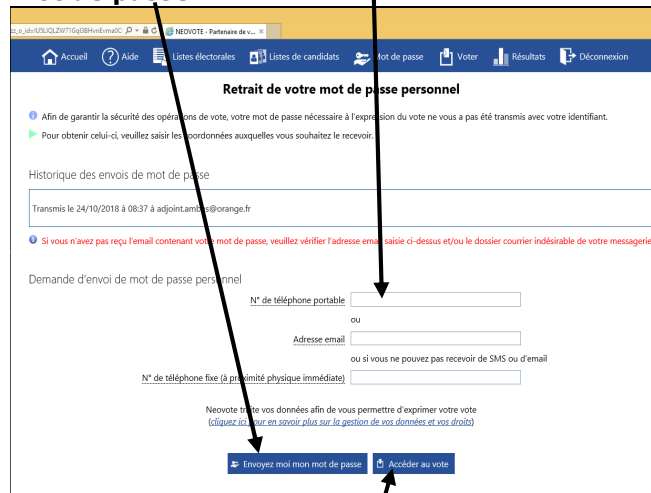 zz_o_id=IU5LIQLZW71GqI3BHvnEvma0C
NEOVOTE - Partenaire de v... ×
Accueil Aide Listes électorales Listes de candidats Mot de passe Voter Résultats Déconnexion
Retrait de votre mot de passe personnel
Afin de garantir la sécurité des opérations de vote, votre mot de passe nécessaire à l'expression du vote ne vous a pas été transmis avec votre identifiant.
Pour obtenir celui-ci, veuillez saisir les coordonnées auxquelles vous souhaitez le recevoir.
Historique des envois de mot de passe
Transmis le 24/10/2018 à 08:37 à adjoint.ambes@orange.fr
Si vous n'avez pas reçu l'email contenant votre mot de passe, veuillez vérifier l'adresse email saisie ci-dessus et/ou le dossier courrier indésirable de votre messagerie
Demande d'envoi de mot de passe personnel
N° de téléphone portable
ou
Adresse email
ou si vous ne pouvez pas recevoir de SMS ou d'email
N° de téléphone fixe (à proximité physique immédiate)
Neovote traite vos données afin de vous permettre d'exprimer votre vote
(cliquez ici pour en savoir plus sur la gestion de vos données et vos droits)
Envoyez moi mon mot de passe Accéder au vote